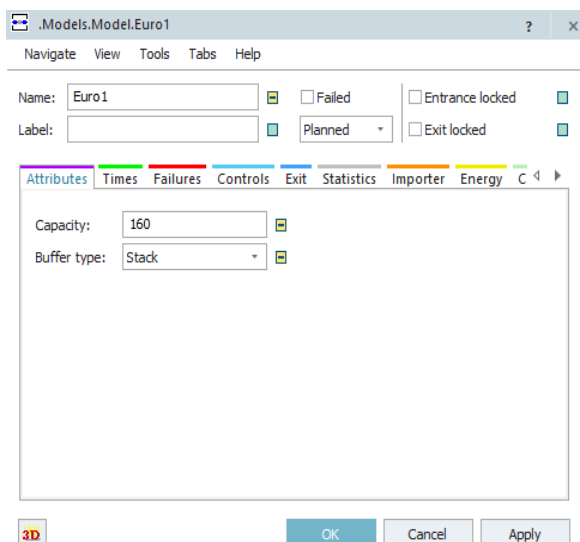 .Models.Model.Euro1 ? ×
Navigate View Tools Tabs Help
Name: Euro1 Failed Entrance locked
Label: Planned Exit locked
Attributes Times Failures Controls Exit Statistics Importer Energy C
Capacity: 160
Buffer type: Stack
3D OK Cancel Apply